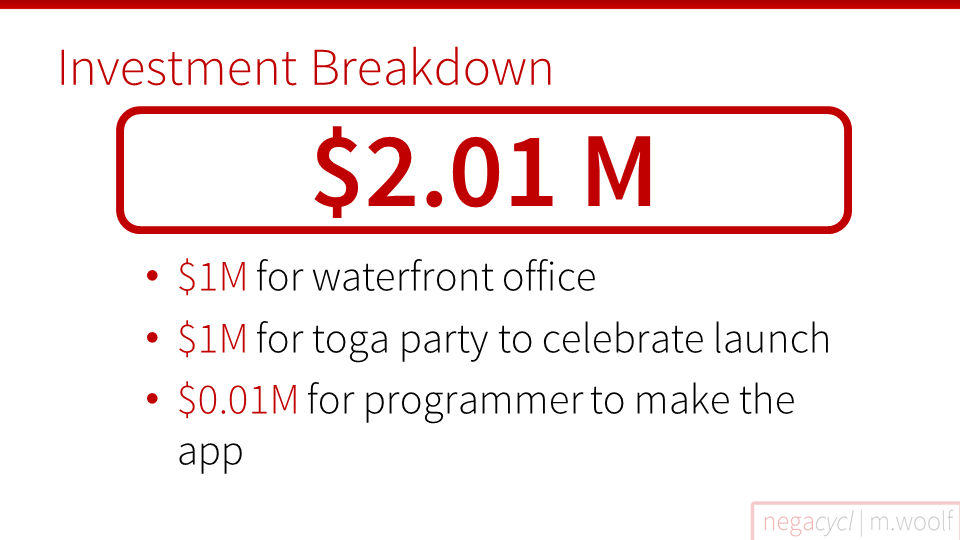 Investment Breakdown
$2.01 M
• $1M for waterfront office
• $1M for toga party to celebrate launch
• $0.01M for programmer to make the
app
negacycl | m.woolf